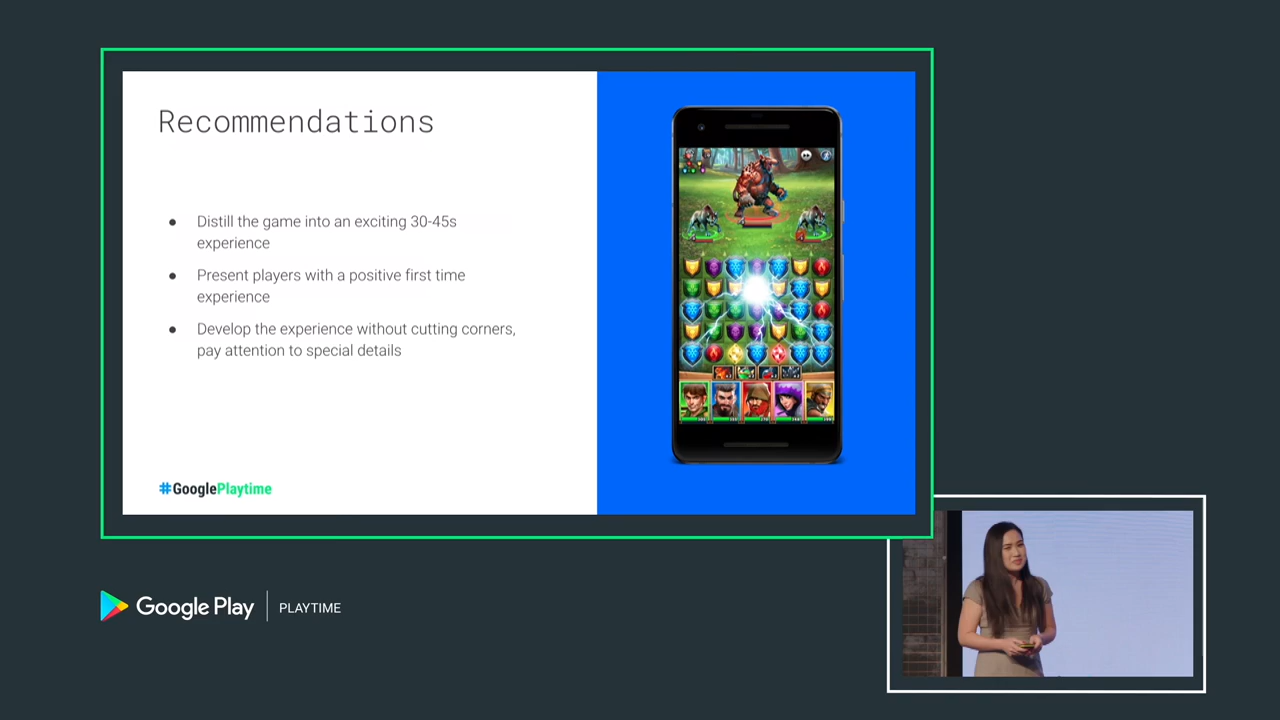 Recommendations
● Distill the game into an exciting 30-45s
experience
● Present players with a positive first time
experience
● Develop the experience without cutting corners,
pay attention to special details
#GooglePlaytime
Google Play | PLAYTIME